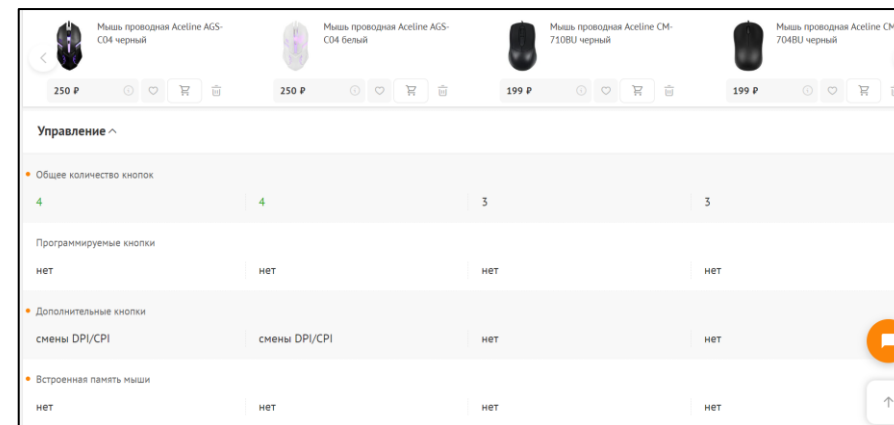 Мышь проводная Aceline AGS-
C04 черный
Мышь проводная Aceline AGS-
C04 белый
Мышь проводная Aceline CM-
710BU черный
Мышь проводная Aceline CM
704BU черный
250 ₽
250 ₽
199 ₽
199 ₽
Управление
Общее количество кнопок
4 4 3 3
Программируемые кнопки
нет нет нет нет
Дополнительные кнопки
смены DPI/CPI смены DPI/CPI нет нет
Встроенная память мыши
нет нет нет нет